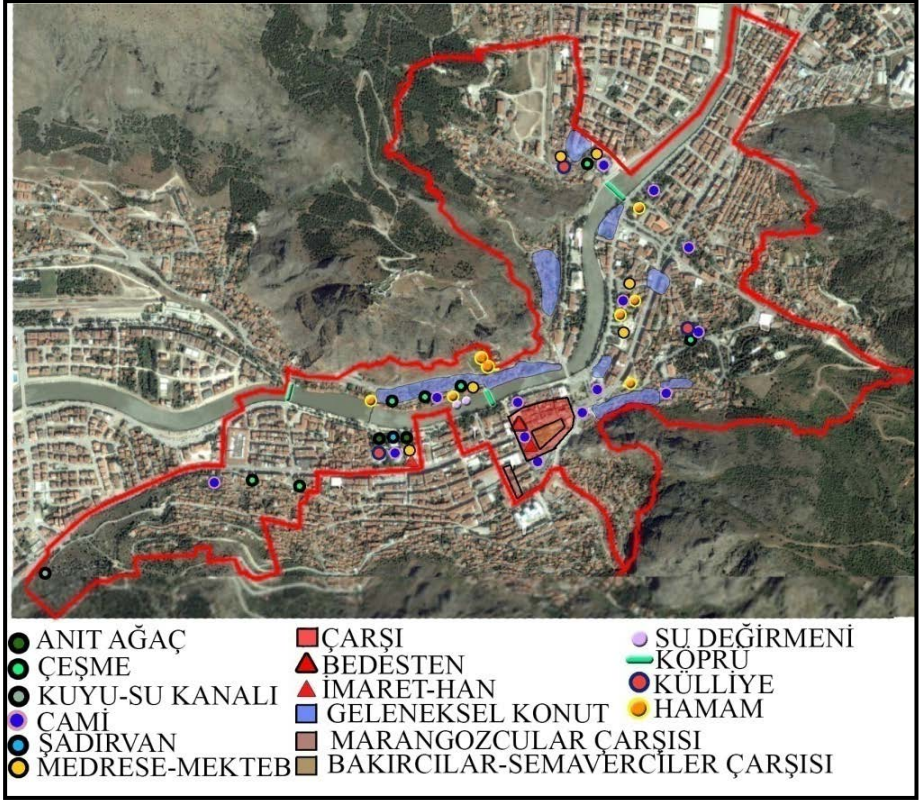 ANIT AĞAÇ
ÇEŞME
KUYU-SU KANALI
CAMİ
ŞADIRVAN
MEDRESE-MEKTEB
ÇARŞI
BEDESTEN
İMARET-HAN
GELENEKSEL KONUT
MARANGOZCULAR ÇARŞISI
BAKIRCILAR-SEMAVERCİLER ÇARŞISI
SU DEĞİRMENİ
KÖPRÜ
KÜLLİYE
HAMAM